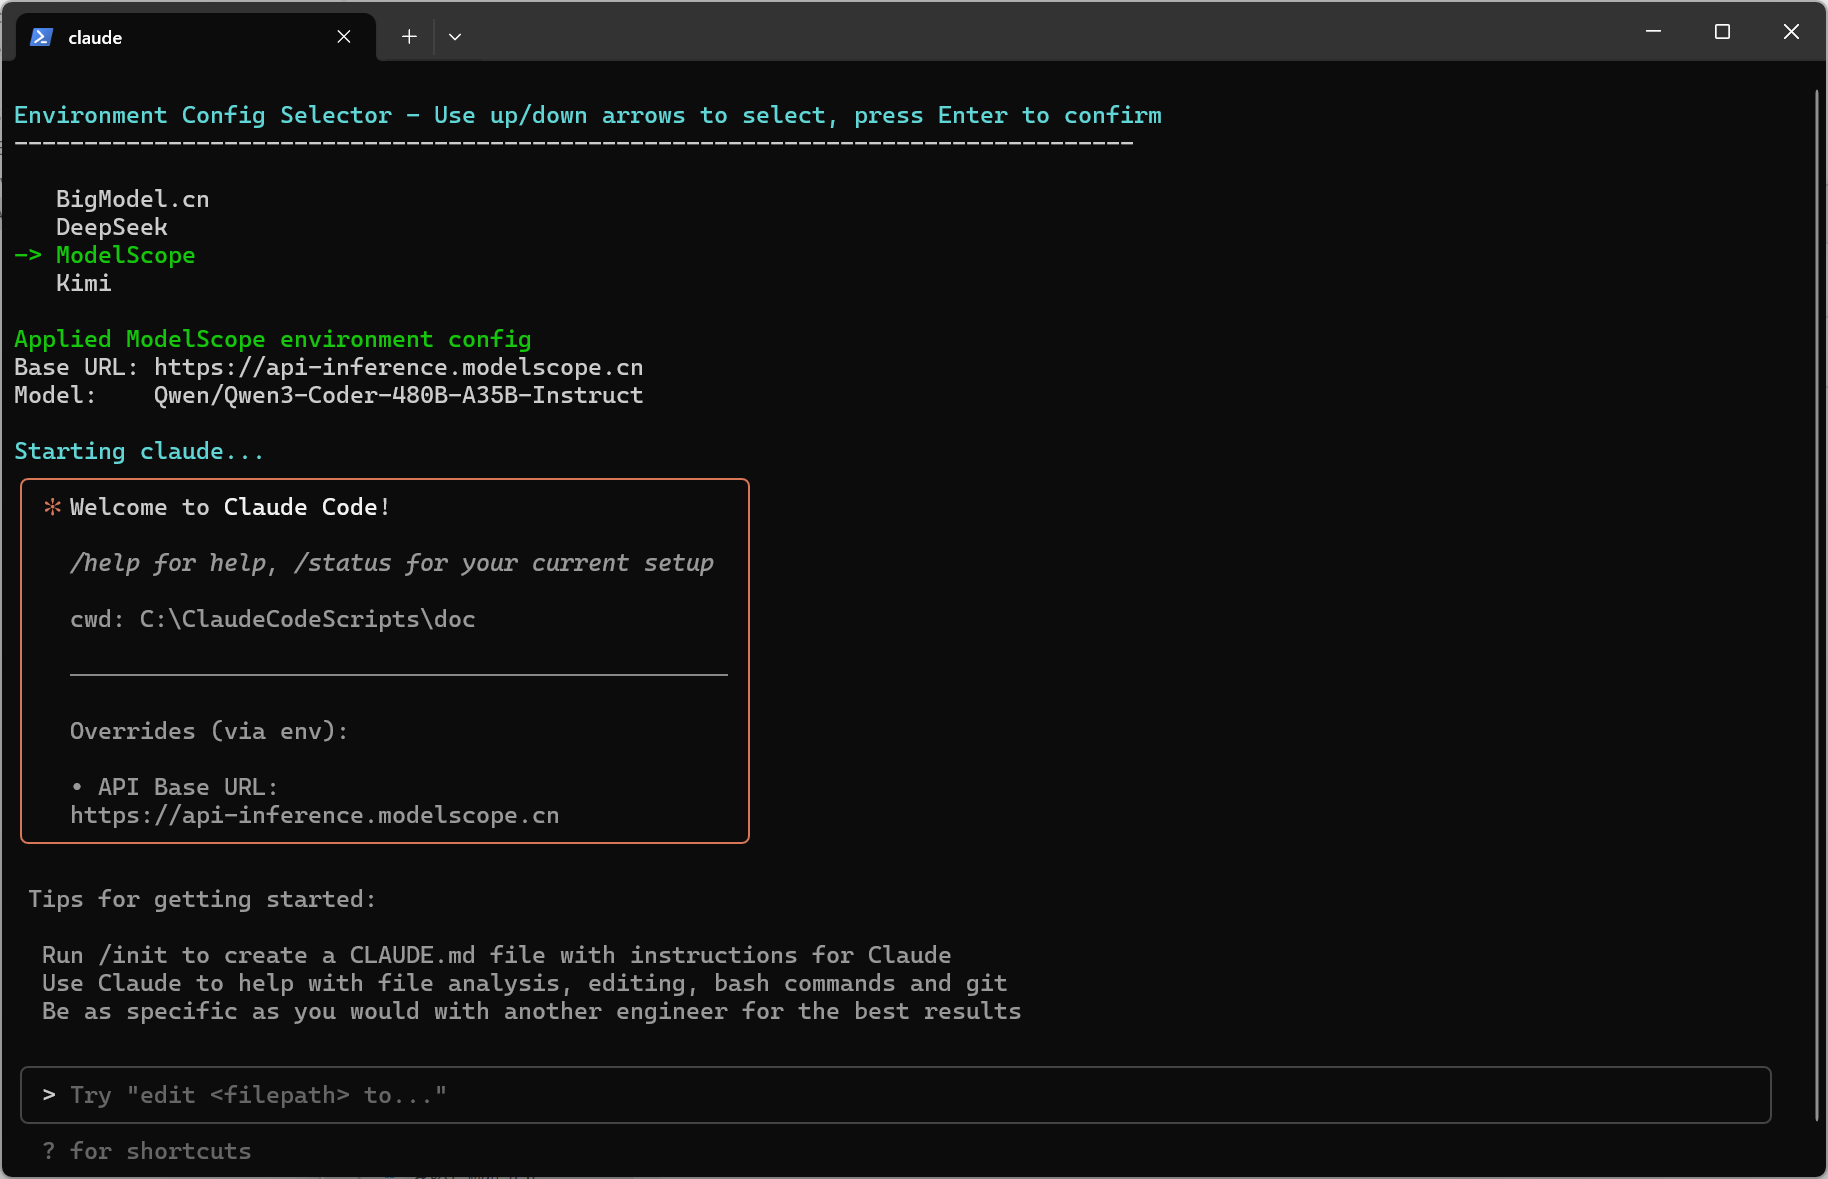 claude
Environment Config Selector - Use up/down arrows to select, press Enter to confirm
--------------------------------------------------------------------------------
BigModel.cn
DeepSeek
-> ModelScope
Kimi
Applied ModelScope environment config
Base URL: https://api-inference.modelscope.cn
Model:    Qwen/Qwen3-Coder-480B-A35B-Instruct
Starting claude...
✻ Welcome to Claude Code!
/help for help, /status for your current setup
cwd: C:\ClaudeCodeScripts\doc
Overrides (via env):
• API Base URL:
https://api-inference.modelscope.cn
Tips for getting started:
Run /init to create a CLAUDE.md file with instructions for Claude
Use Claude to help with file analysis, editing, bash commands and git
Be as specific as you would with another engineer for the best results
> Try "edit <filepath> to..."
? for shortcuts